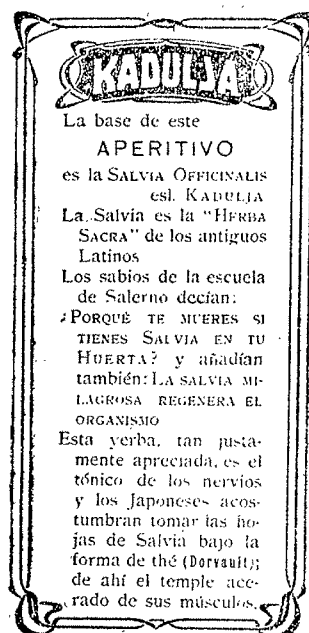 KADULJA
La base de este
APERITIVO
es la SALVIA OFFICINALIS
esl. KADULJA
La Salvia es la "HERBA
SACRA" de los antiguos
Latinos
Los sabios de la escuela
de Salerno decían:
¿PORQUÉ TE MUERES SI
TIENES SALVIA EN TU
HUERTA? y añadían
también: LA SALVIA MI-
LAGROSA REGENERA EL
ORGANISMO
Esta yerba, tan justa-
mente apreciada, es el
tónico de los nervios
y los Japoneses acos-
tumbran tomar las ho-
jas de Salvia bajo la
forma de thé (Dorvault);
de ahí el temple ace-
rado de sus músculos.